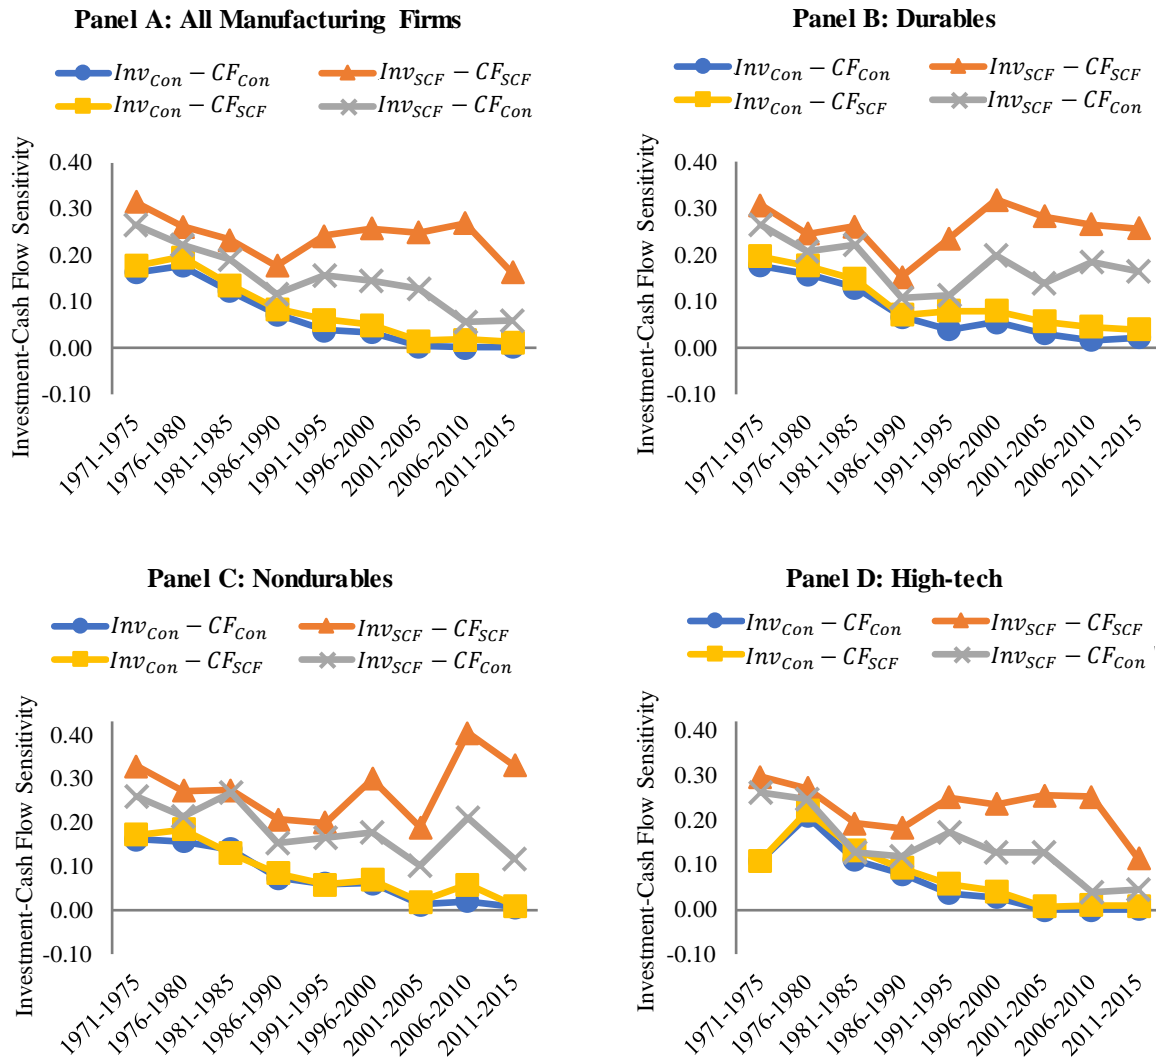 Panel A: All Manufacturing Firms
Inv_Con − CF_Con
Inv_SCF − CF_SCF
Inv_Con − CF_SCF
Inv_SCF − CF_Con
Investment-Cash Flow Sensitivity
0.40
0.30
0.20
0.10
0.00
-0.10
1971-1975
1976-1980
1981-1985
1986-1990
1991-1995
1996-2000
2001-2005
2006-2010
2011-2015
Panel B: Durables
Inv_Con − CF_Con
Inv_SCF − CF_SCF
Inv_Con − CF_SCF
Inv_SCF − CF_Con
Investment-Cash Flow Sensitivity
0.40
0.30
0.20
0.10
0.00
-0.10
1971-1975
1976-1980
1981-1985
1986-1990
1991-1995
1996-2000
2001-2005
2006-2010
2011-2015
Panel C: Nondurables
Inv_Con − CF_Con
Inv_SCF − CF_SCF
Inv_Con − CF_SCF
Inv_SCF − CF_Con
Investment-Cash Flow Sensitivity
0.40
0.30
0.20
0.10
0.00
-0.10
1971-1975
1976-1980
1981-1985
1986-1990
1991-1995
1996-2000
2001-2005
2006-2010
2011-2015
Panel D: High-tech
Inv_Con − CF_Con
Inv_SCF − CF_SCF
Inv_Con − CF_SCF
Inv_SCF − CF_Con
Investment-Cash Flow Sensitivity
0.40
0.30
0.20
0.10
0.00
-0.10
1971-1975
1976-1980
1981-1985
1986-1990
1991-1995
1996-2000
2001-2005
2006-2010
2011-2015